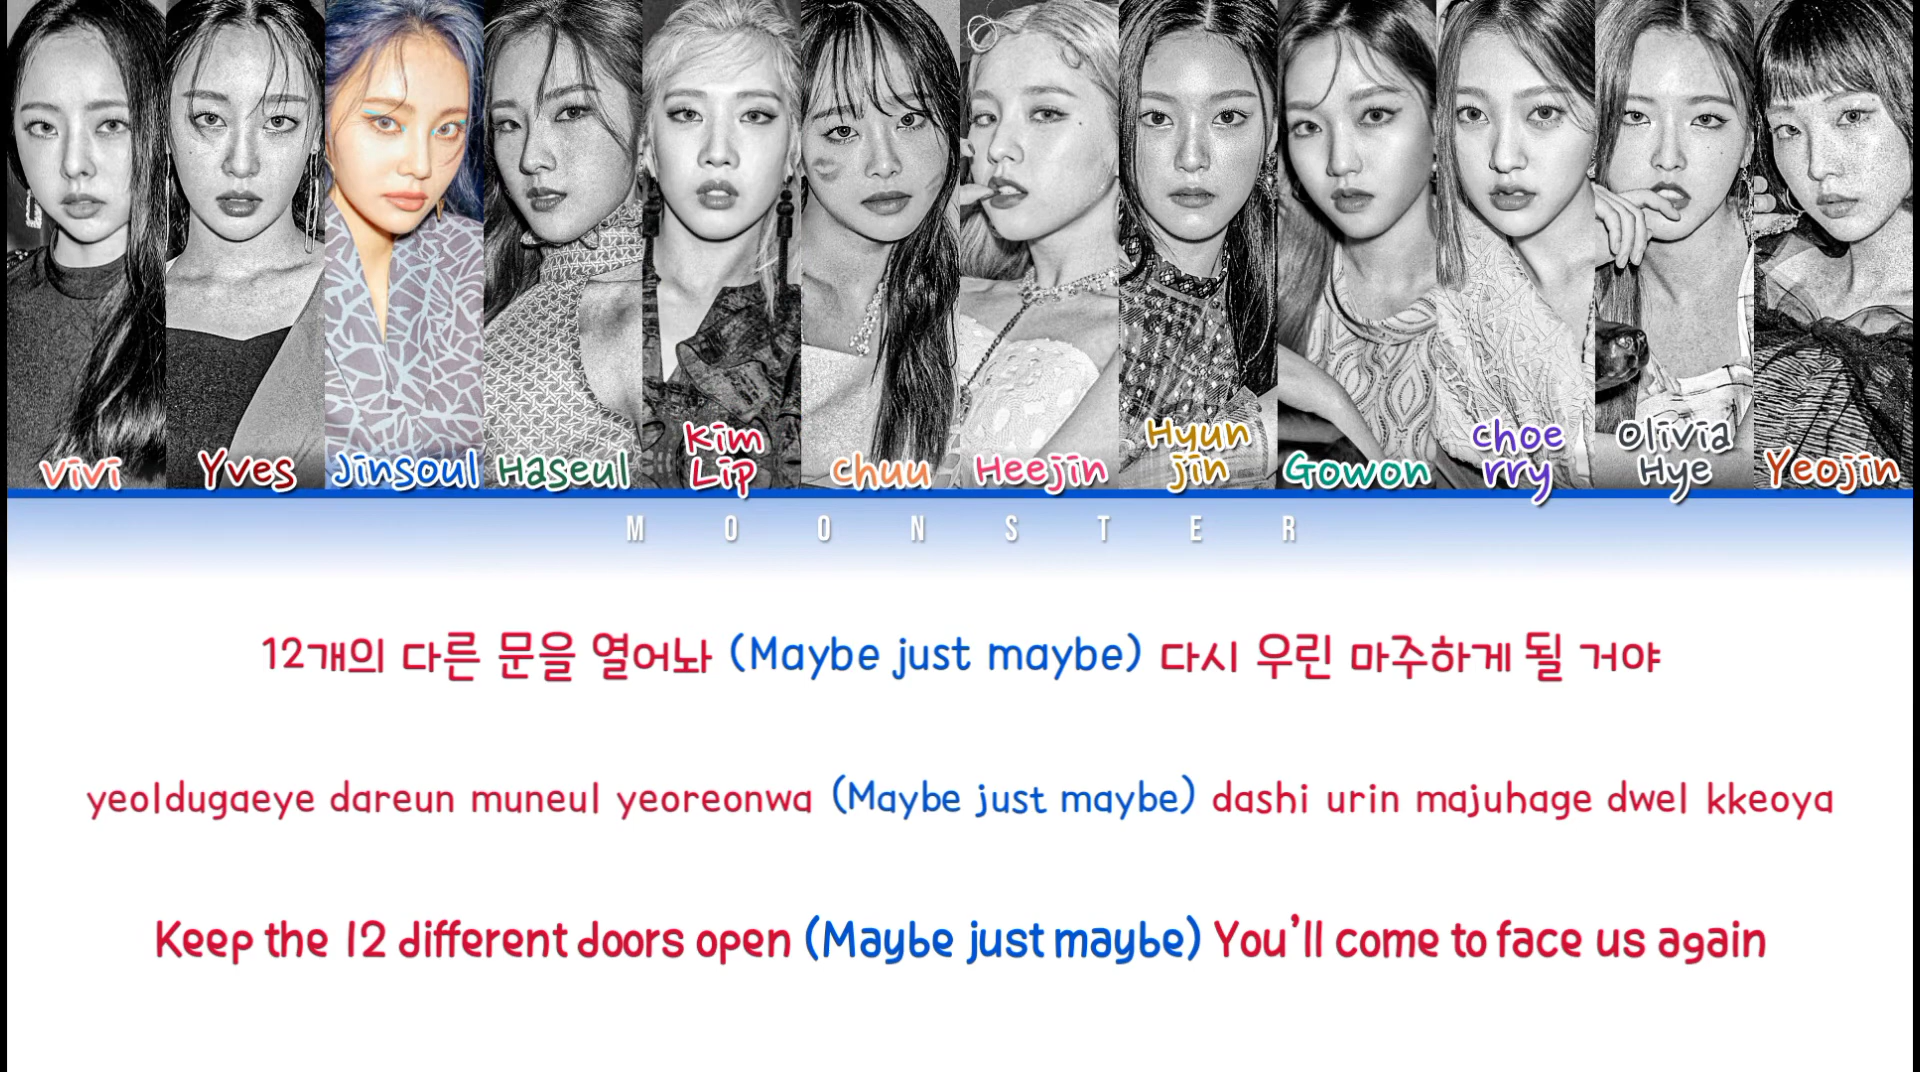 ViVi
Yves
Jinsoul
Haseul
Kim
Lip
Chuu
Heejin
Hyun
jin
Gowon
Choe
rry
Olivia
Hye
Yeojin
MOONSTER
12개의 다른 문을 열어놔 (Maybe just maybe) 다시 우린 마주하게 될 거야
yeoldugaeye dareun muneul yeoreonwa (Maybe just maybe) dashi urin majuhage dwel kkeoya
Keep the 12 different doors open (Maybe just maybe) You'll come to face us again